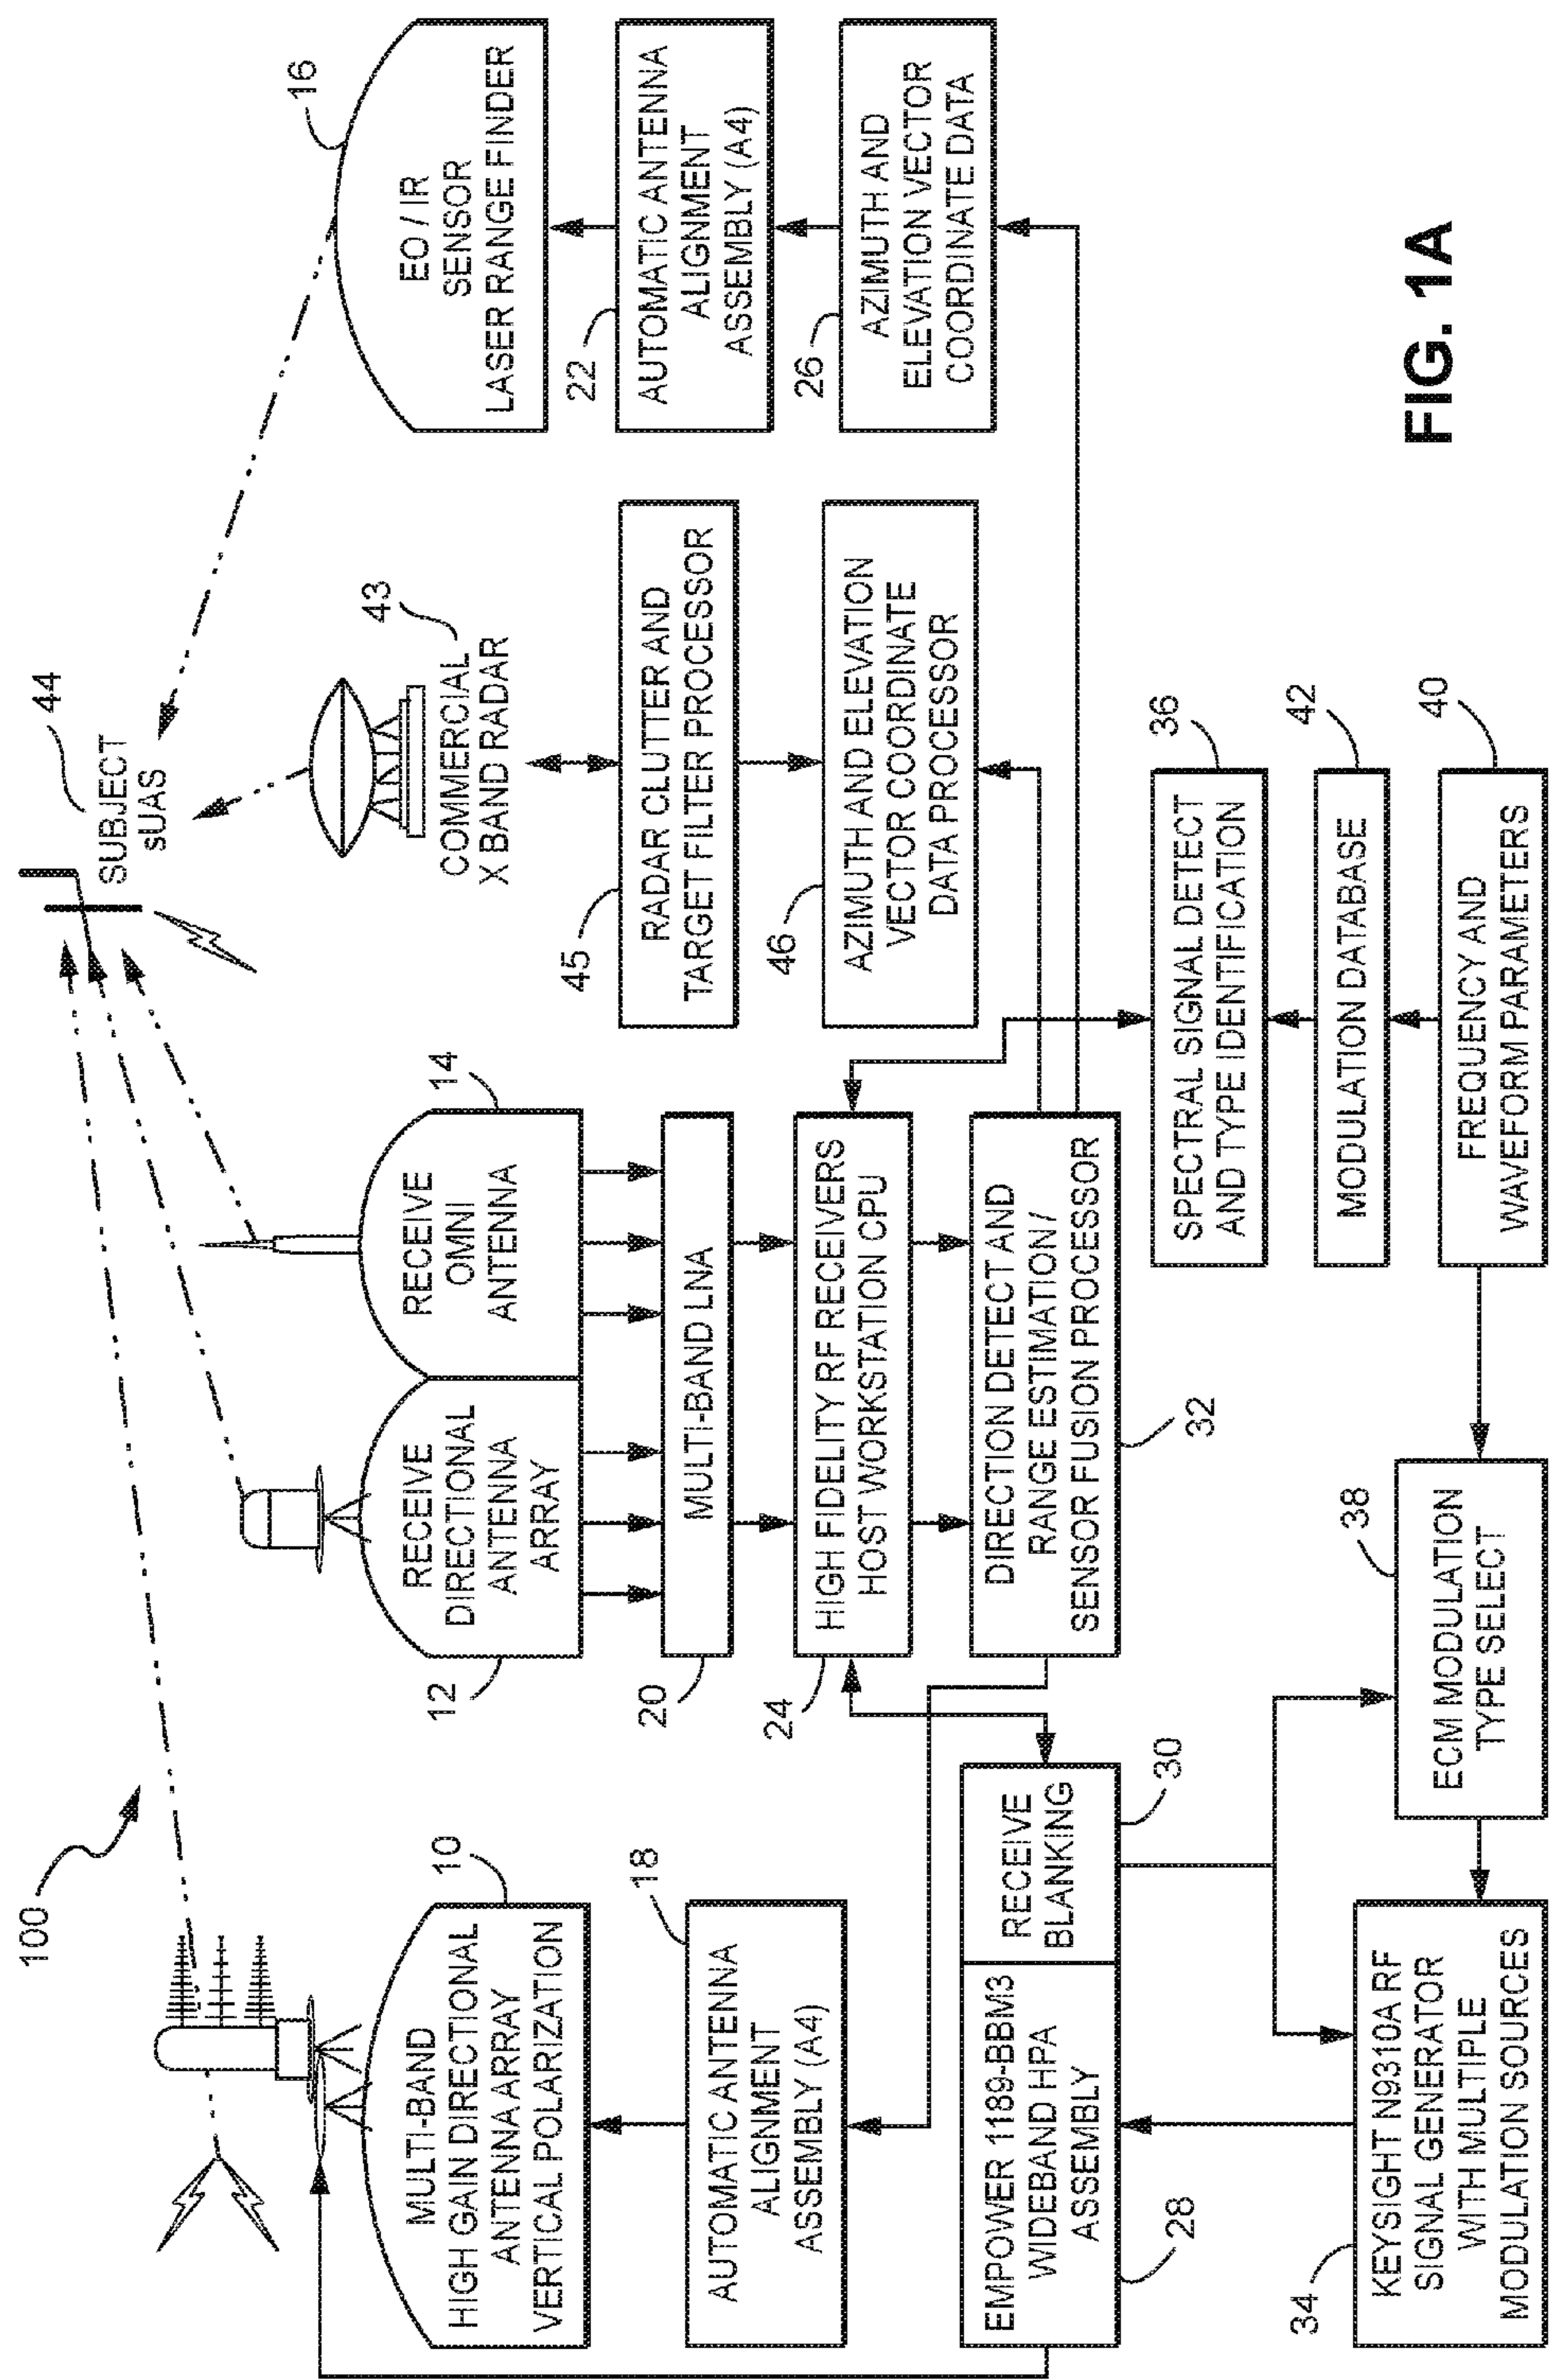 100
44
SUBJECT
sUAS
16
EO / IR
SENSOR
LASER RANGE FINDER
43
COMMERCIAL
X BAND RADAR
10
MULTI-BAND
HIGH GAIN DIRECTIONAL
ANTENNA ARRAY
VERTICAL POLARIZATION
12
RECEIVE
DIRECTIONAL
ANTENNA
ARRAY
14
RECEIVE
OMNI
ANTENNA
18
AUTOMATIC ANTENNA
ALIGNMENT
ASSEMBLY (A4)
20
MULTI-BAND LNA
45
RADAR CLUTTER AND
TARGET FILTER PROCESSOR
22
AUTOMATIC ANTENNA
ALIGNMENT
ASSEMBLY (A4)
24
HIGH FIDELITY RF RECEIVERS
HOST WORKSTATION CPU
46
AZIMUTH AND ELEVATION
VECTOR COORDINATE
DATA PROCESSOR
26
AZIMUTH AND
ELEVATION VECTOR
COORDINATE DATA
28
EMPOWER 1189-BBM3
WIDEBAND HPA
ASSEMBLY
RECEIVE
BLANKING
30
DIRECTION DETECT AND
RANGE ESTIMATION /
SENSOR FUSION PROCESSOR
32
36
SPECTRAL SIGNAL DETECT
AND TYPE IDENTIFICATION
42
MODULATION DATABASE
40
FREQUENCY AND
WAVEFORM PARAMETERS
38
ECM MODULATION
TYPE SELECT
34
KEYSIGHT N9310A RF
SIGNAL GENERATOR
WITH MULTIPLE
MODULATION SOURCES
FIG. 1A